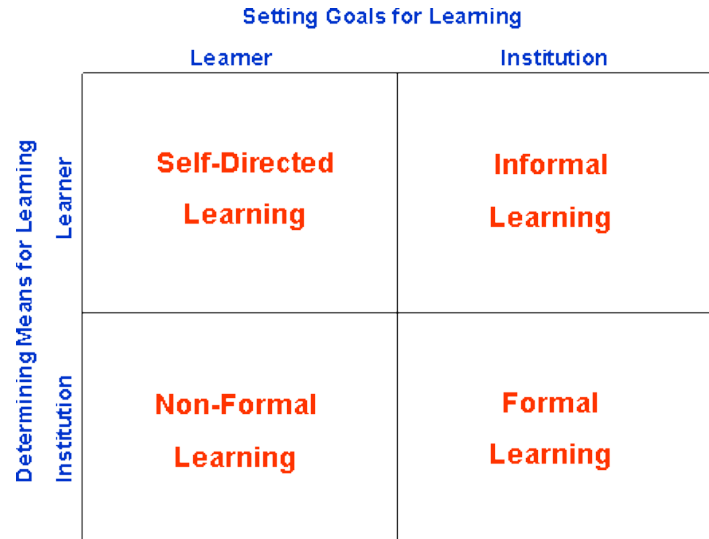 Setting Goals for Learning
Learner
Institution
Determining Means for Learning
Learner
Self-Directed
Learning
Informal
Learning
Institution
Non-Formal
Learning
Formal
Learning